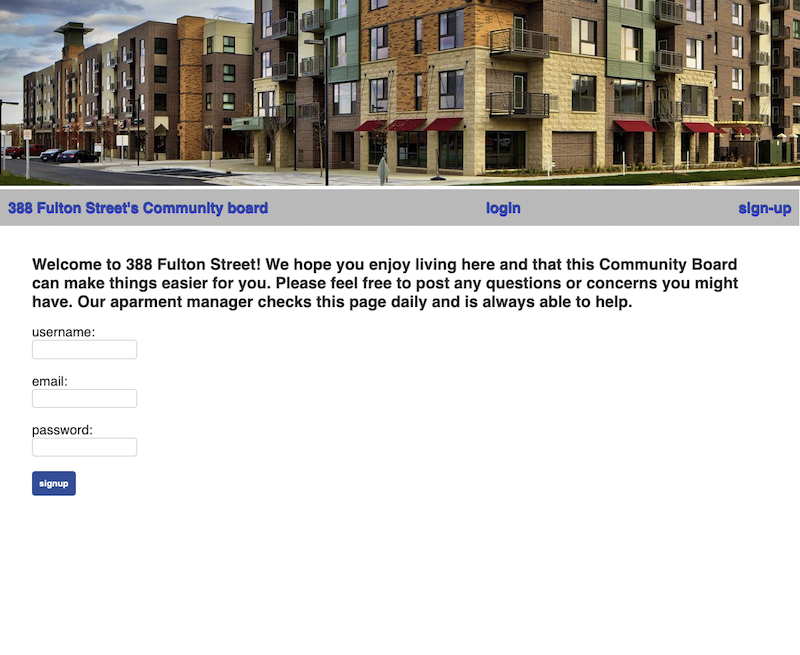 388 Fulton Street's Community board login sign-up
Welcome to 388 Fulton Street! We hope you enjoy living here and that this Community Board
can make things easier for you. Please feel free to post any questions or concerns you might
have. Our aparment manager checks this page daily and is always able to help.
username:
email:
password:
signup